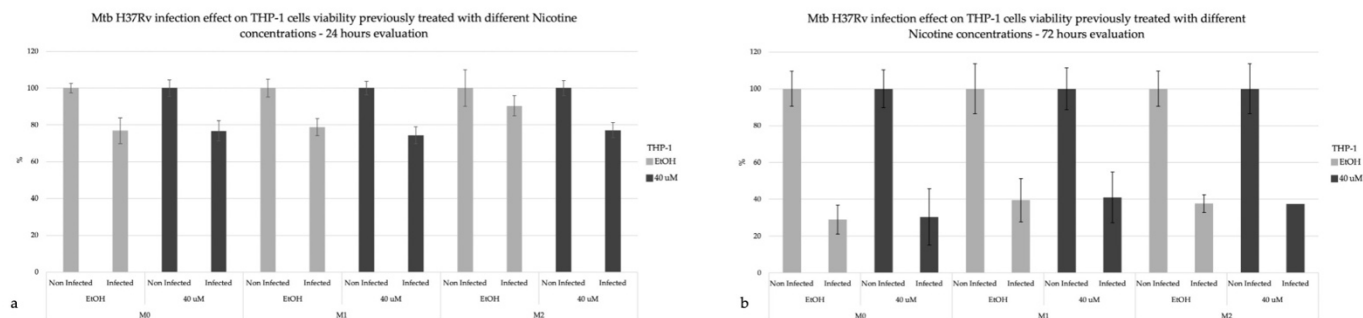 Mtb H37Rv infection effect on THP-1 cells viability previously treated with different Nicotine
concentrations - 24 hours evaluation
120
100
80
60
40
20
0
%
Non Infected Infected Non Infected Infected Non Infected Infected Non Infected Infected Non Infected Infected Non Infected Infected
EtOH 40 uM EtOH 40 uM EtOH 40 uM
M0 M1 M2
THP-1
EtOH
40 uM
a
Mtb H37Rv infection effect on THP-1 cells viability previously treated with different
Nicotine concentrations - 72 hours evaluation
120
100
80
60
40
20
0
%
Non Infected Infected Non Infected Infected Non Infected Infected Non Infected Infected Non Infected Infected Non Infected Infected
EtOH 40 uM EtOH 40 uM EtOH 40 uM
M0 M1 M2
THP-1
EtOH
40 uM
b